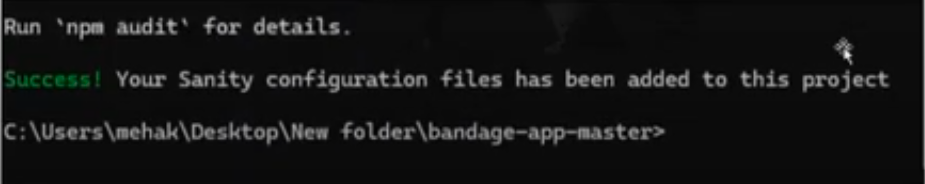 Run `npm audit` for details.
Success! Your Sanity configuration files has been added to this project
C:\Users\mehak\Desktop\New folder\bandage-app-master>